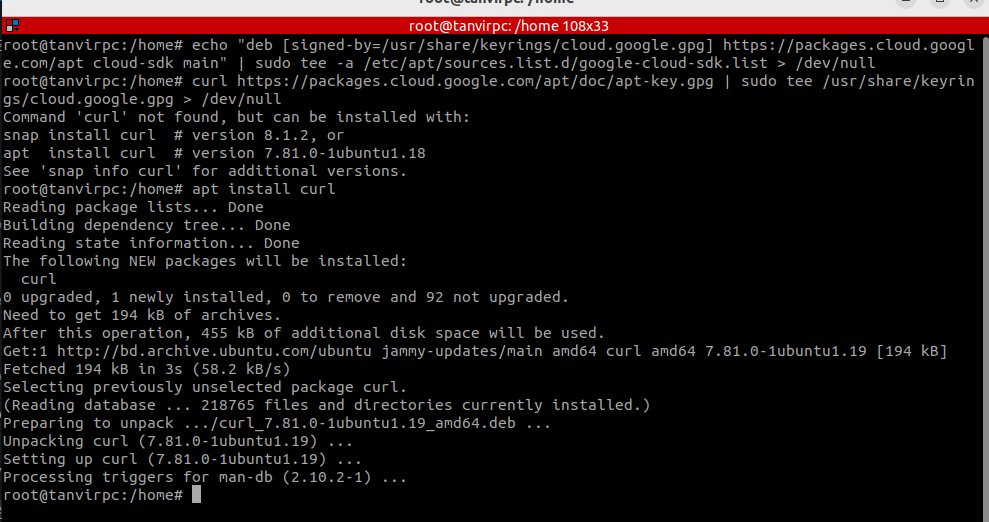 root@tanvirpc: /home
root@tanvirpc: /home 108x33
root@tanvirpc:/home# echo "deb [signed-by=/usr/share/keyrings/cloud.google.gpg] https://packages.cloud.googl
e.com/apt cloud-sdk main" | sudo tee -a /etc/apt/sources.list.d/google-cloud-sdk.list > /dev/null
root@tanvirpc:/home# curl https://packages.cloud.google.com/apt/doc/apt-key.gpg | sudo tee /usr/share/keyrin
gs/cloud.google.gpg > /dev/null
Command 'curl' not found, but can be installed with:
snap install curl  # version 8.1.2, or
apt  install curl  # version 7.81.0-1ubuntu1.18
See 'snap info curl' for additional versions.
root@tanvirpc:/home# apt install curl
Reading package lists... Done
Building dependency tree... Done
Reading state information... Done
The following NEW packages will be installed:
  curl
0 upgraded, 1 newly installed, 0 to remove and 92 not upgraded.
Need to get 194 kB of archives.
After this operation, 455 kB of additional disk space will be used.
Get:1 http://bd.archive.ubuntu.com/ubuntu jammy-updates/main amd64 curl amd64 7.81.0-1ubuntu1.19 [194 kB]
Fetched 194 kB in 3s (58.2 kB/s)
Selecting previously unselected package curl.
(Reading database ... 218765 files and directories currently installed.)
Preparing to unpack .../curl_7.81.0-1ubuntu1.19_amd64.deb ...
Unpacking curl (7.81.0-1ubuntu1.19) ...
Setting up curl (7.81.0-1ubuntu1.19) ...
Processing triggers for man-db (2.10.2-1) ...
root@tanvirpc:/home#